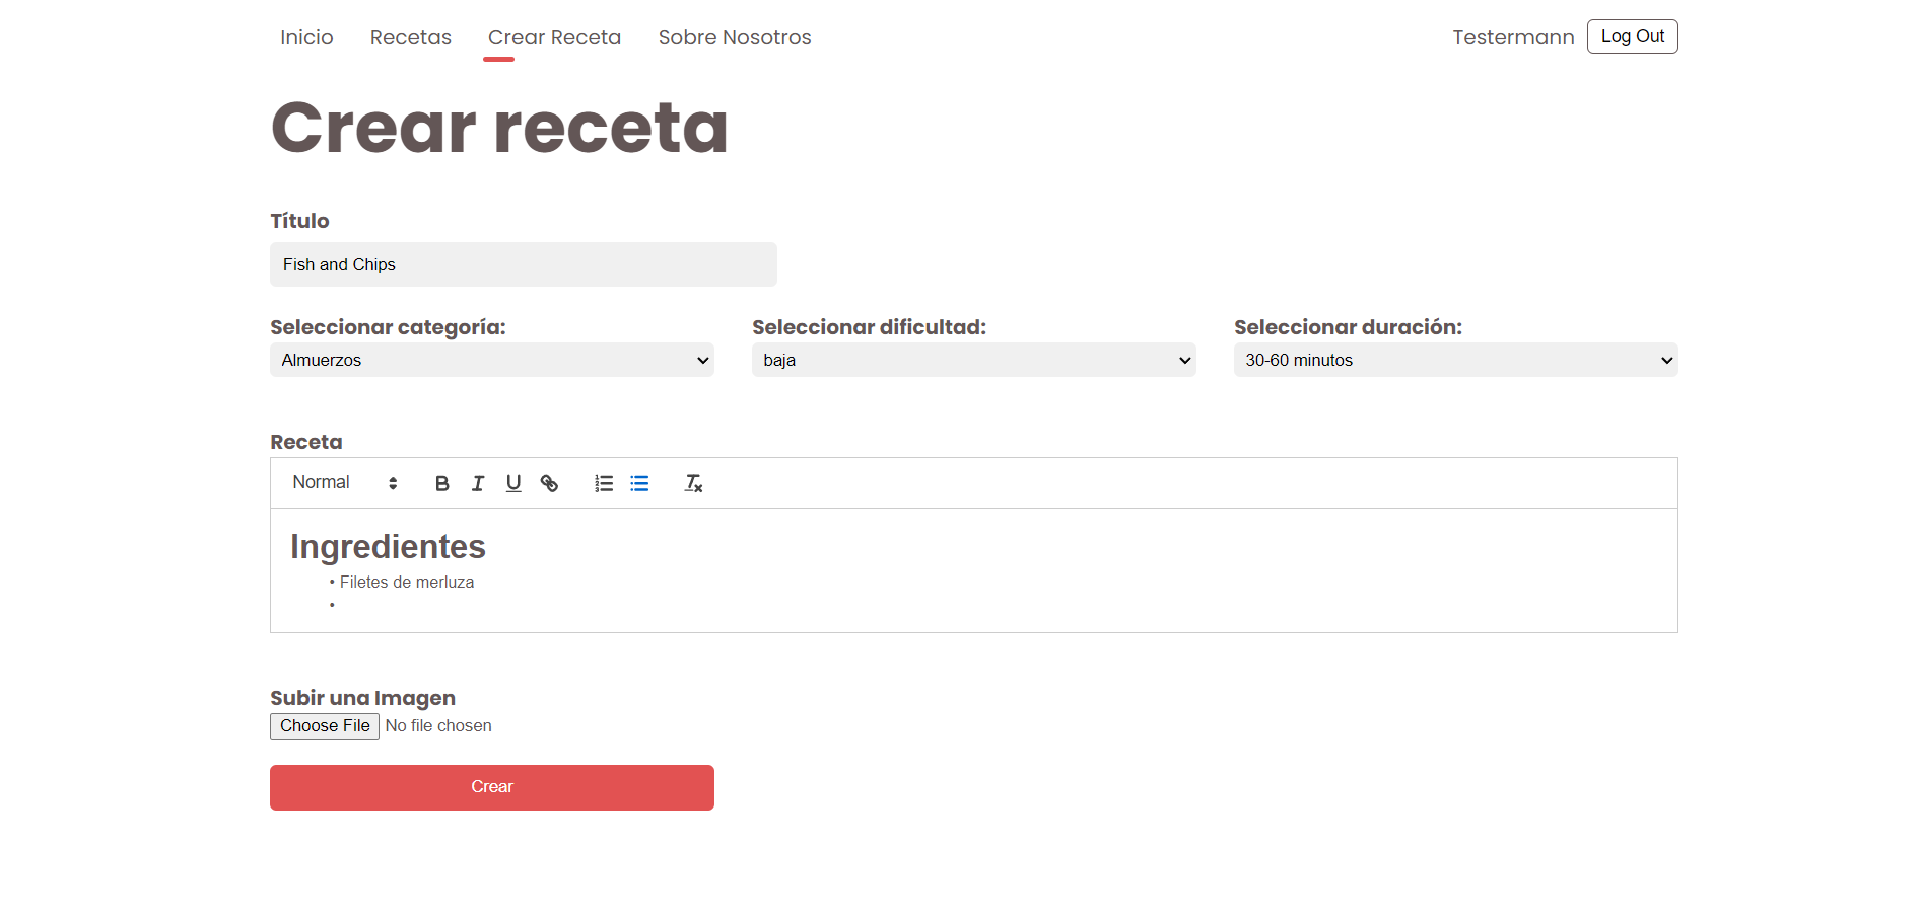 Inicio Recetas Crear Receta Sobre Nosotros Testermann Log Out
Crear receta
Título
Fish and Chips
Seleccionar categoría: Seleccionar dificultad: Seleccionar duración:
Almuerzos baja 30-60 minutos
Receta
Normal B I U
Ingredientes
• Filetes de merluza
•
Subir una Imagen
Choose File No file chosen
Crear